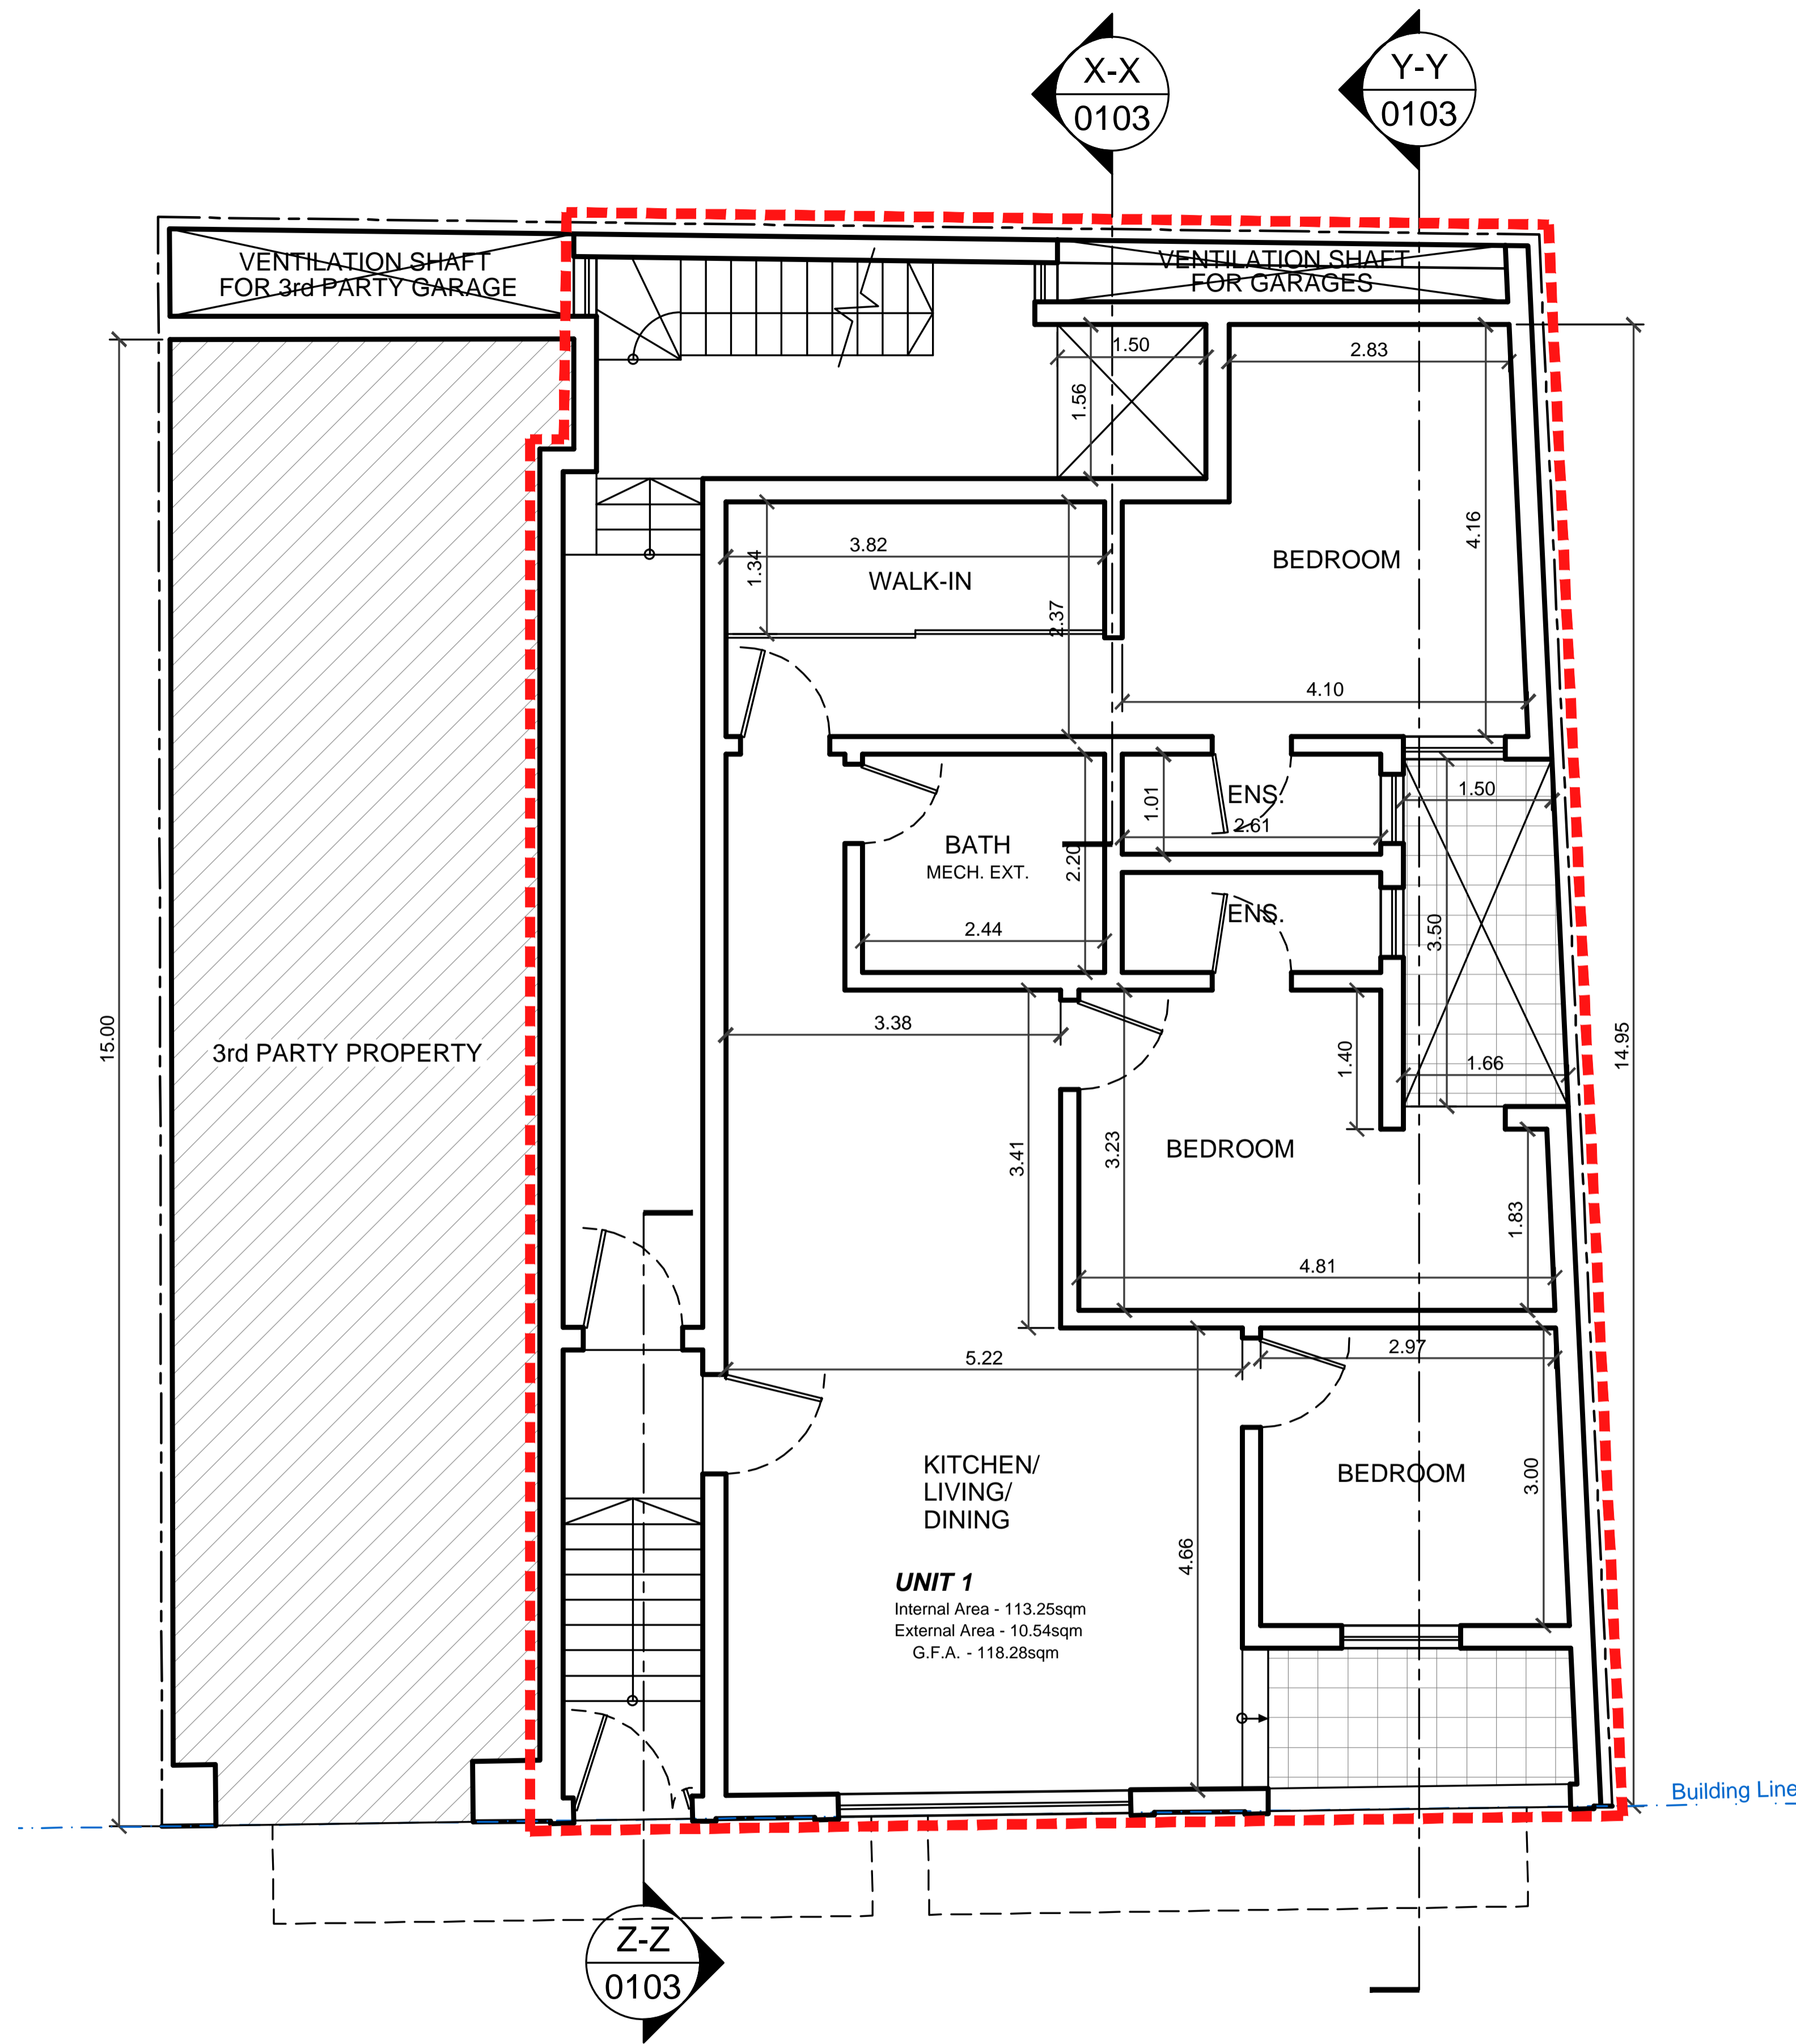 X-X
0103
Y-Y
0103
VENTILATION SHAFT
FOR 3rd PARTY GARAGE
VENTILATION SHAFT
FOR GARAGES
1.50
2.83
1.56
4.16
3.82
1.34
WALK-IN
2.37
BEDROOM
4.10
ENS.
1.01
2.61
1.50
BATH
MECH. EXT.
2.20
2.44
ENS.
3.50
3.38
15.00
3rd PARTY PROPERTY
1.40
1.66
14.95
3.41
3.23
BEDROOM
1.83
4.81
5.22
2.97
KITCHEN/
LIVING/
DINING
BEDROOM
3.00
4.66
UNIT 1
Internal Area - 113.25sqm
External Area - 10.54sqm
G.F.A. - 118.28sqm
Building Line
Z-Z
0103